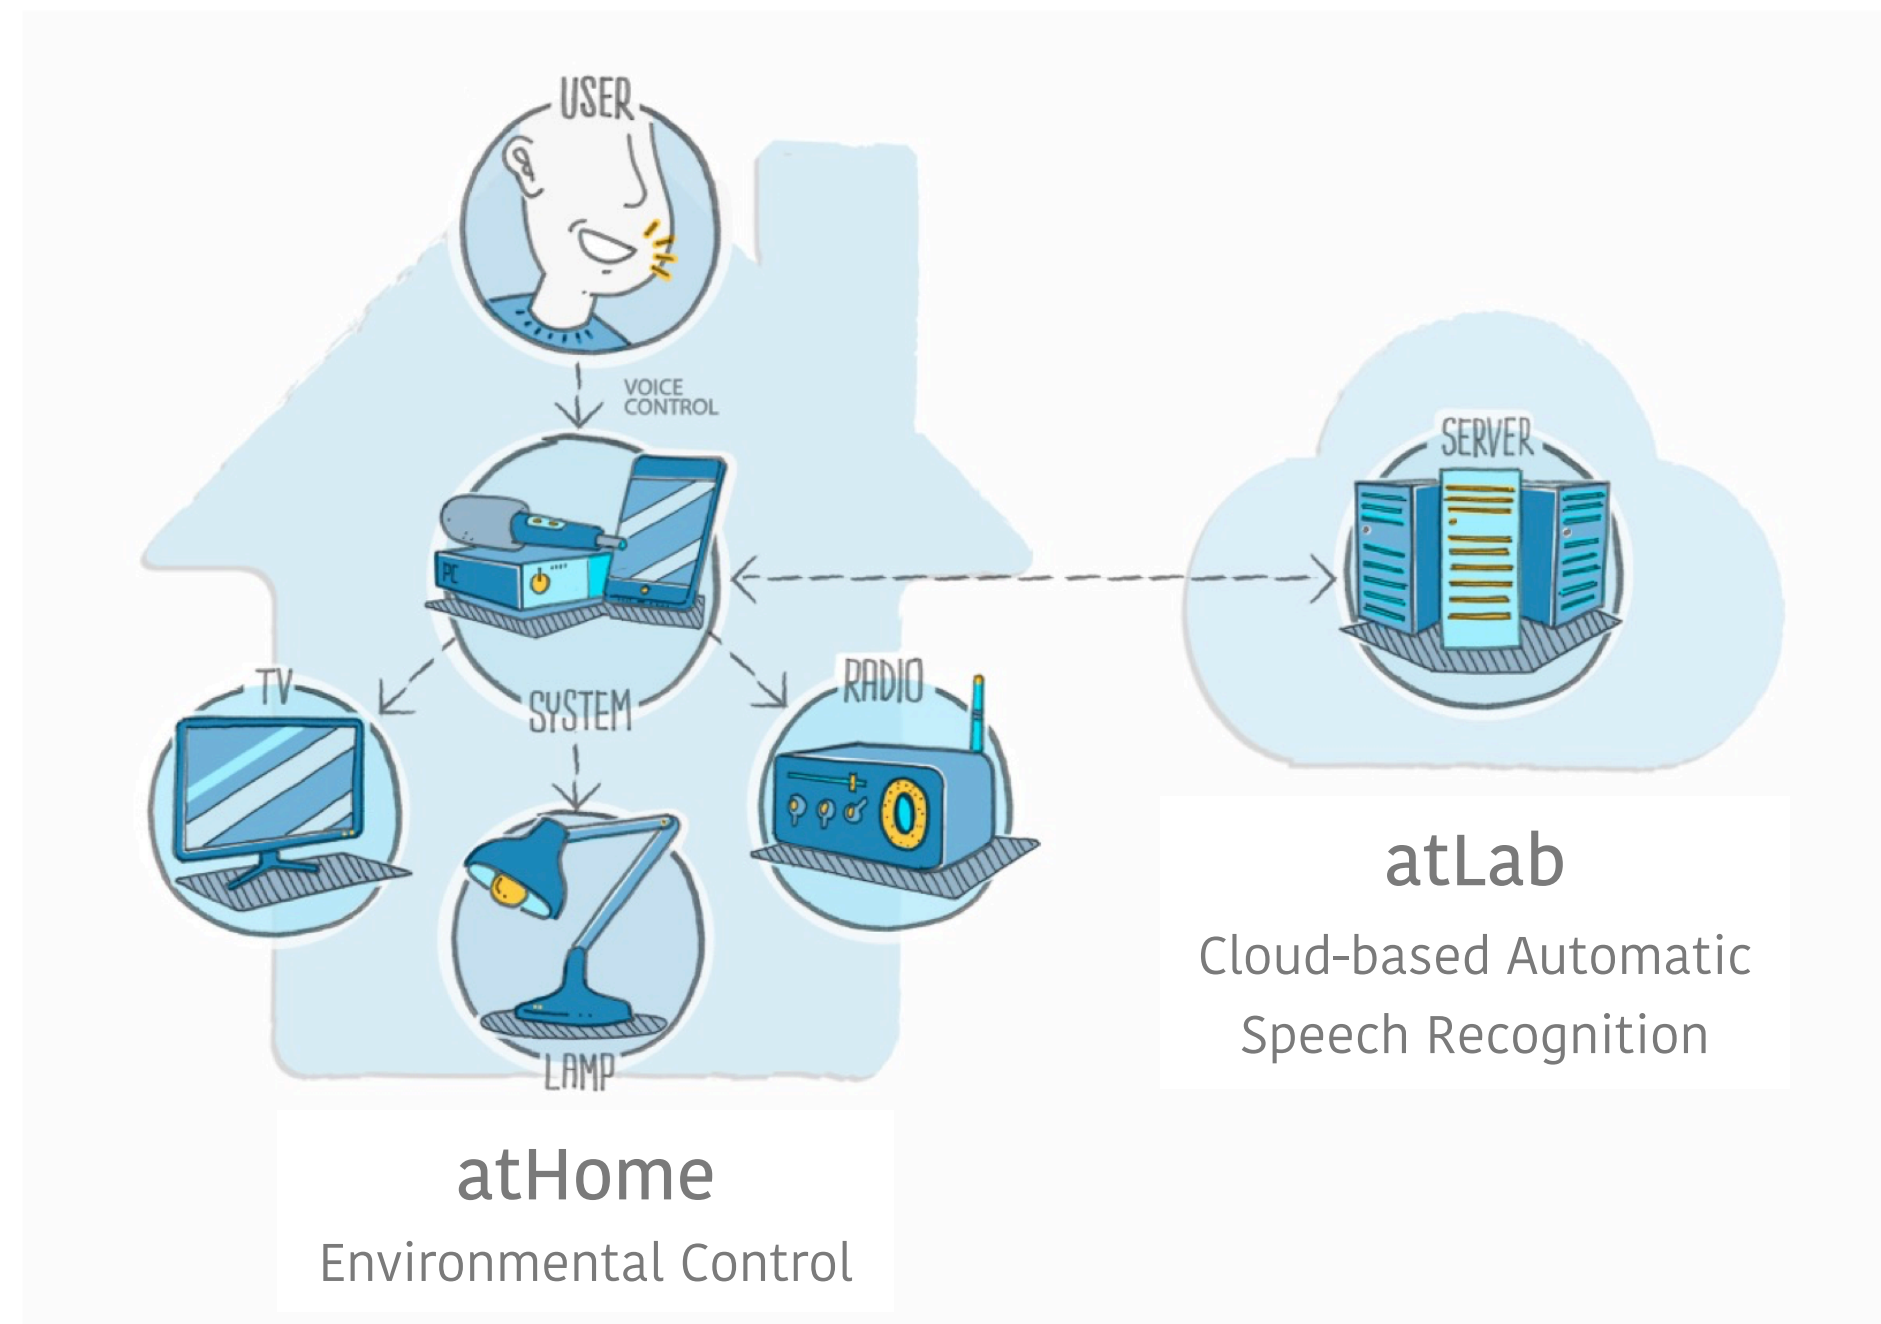 USER
VOICE
CONTROL
SERVER
PC
TV
SYSTEM
RADIO
LAMP
atLab
Cloud-based Automatic
Speech Recognition
atHome
Environmental Control